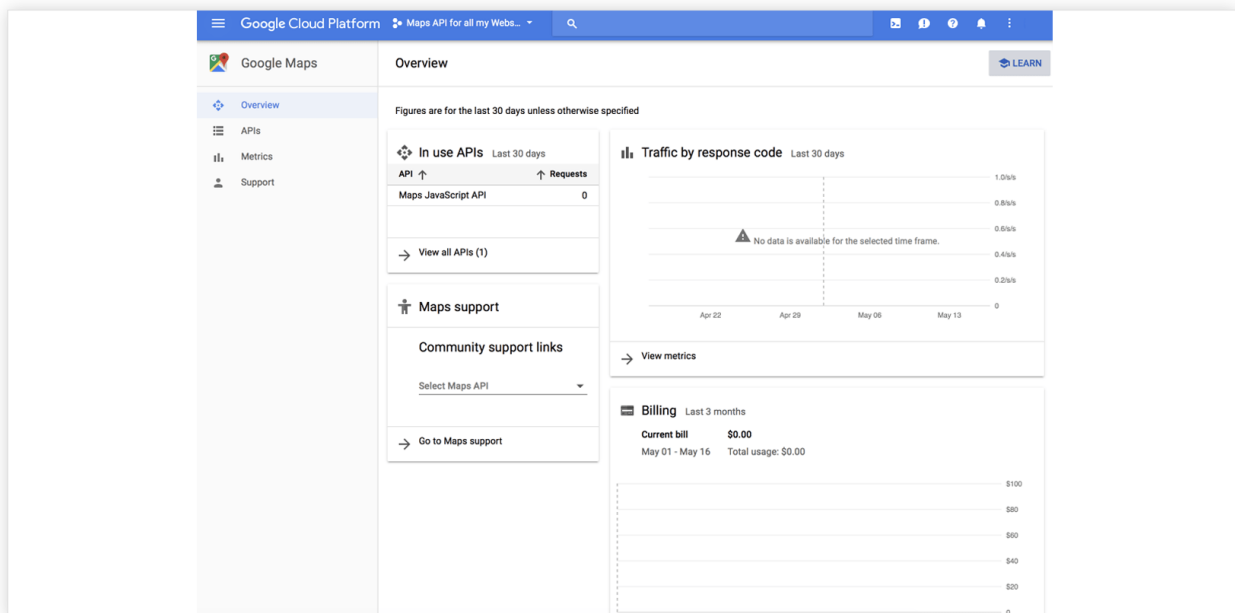 Google Cloud Platform
Maps API for all my Webs...
Google Maps
Overview
LEARN
Overview
APIs
Metrics
Support
Figures are for the last 30 days unless otherwise specified
In use APIs Last 30 days
API Requests
Maps JavaScript API 0
View all APIs (1)
Maps support
Community support links
Select Maps API
Go to Maps support
Traffic by response code Last 30 days
1.0/s/s
0.8/s/s
0.6/s/s
No data is available for the selected time frame.
0.4/s/s
0.2/s/s
0
Apr 22 Apr 29 May 06 May 13
View metrics
Billing Last 3 months
Current bill $0.00
May 01 - May 16 Total usage: $0.00
$100
$80
$60
$40
$20
0